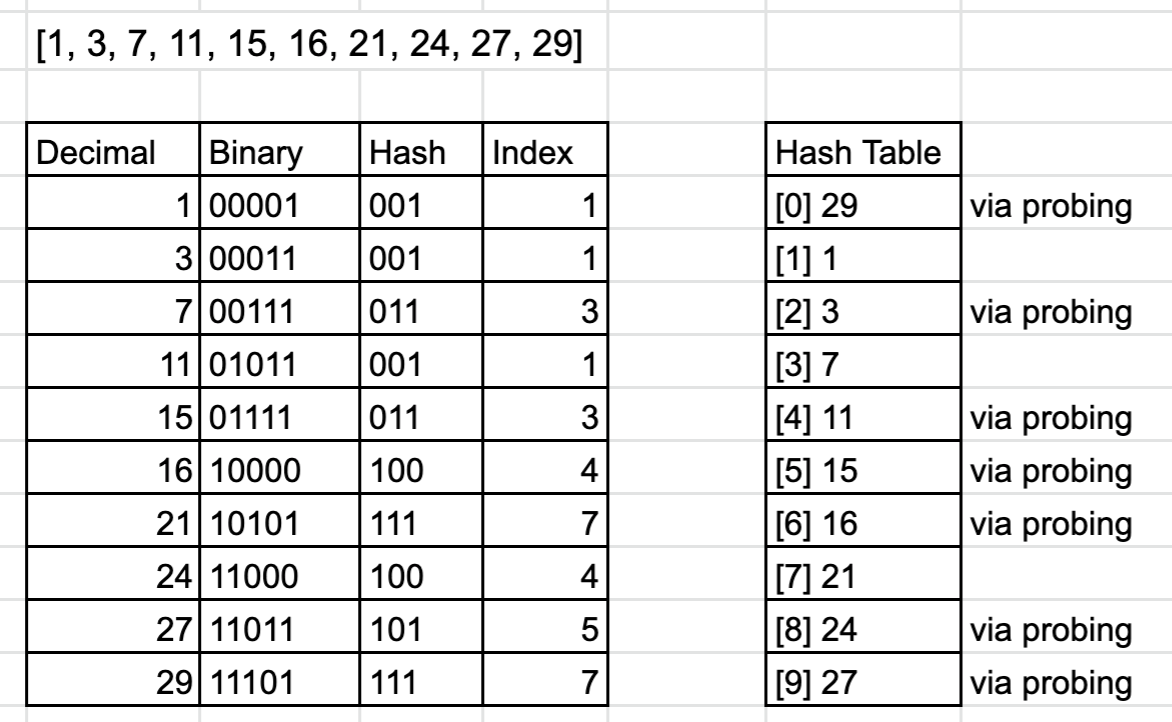 [1, 3, 7, 11, 15, 16, 21, 24, 27, 29]
Decimal Binary Hash Index Hash Table
1 00001 001 1 [0] 29 via probing
3 00011 001 1 [1] 1
7 00111 011 3 [2] 3 via probing
11 01011 001 1 [3] 7
15 01111 011 3 [4] 11 via probing
16 10000 100 4 [5] 15 via probing
21 10101 111 7 [6] 16 via probing
24 11000 100 4 [7] 21
27 11011 101 5 [8] 24 via probing
29 11101 111 7 [9] 27 via probing